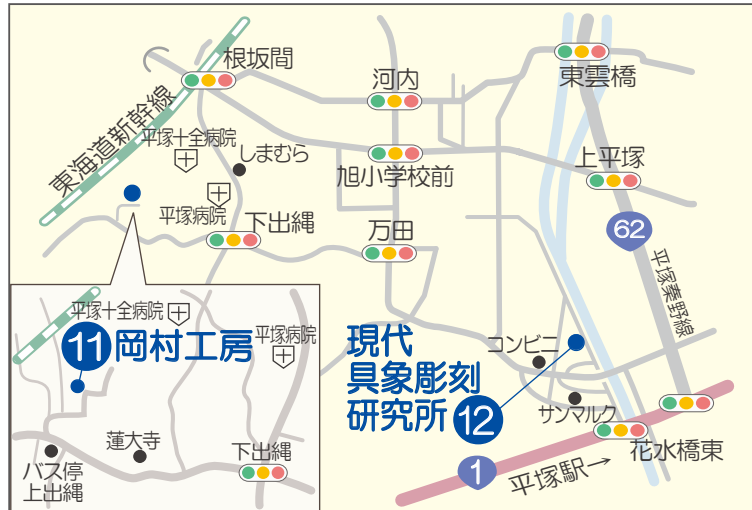 根坂間
河内
東雲橋
東海道新幹線
平塚十全病院
しまむら
旭小学校前
上平塚
平塚病院
下出縄
万田
62
平塚秦野線
平塚十全病院
11 岡村工房
平塚病院
蓮大寺
下出縄
バス停
上出縄
現代
具象彫刻
研究所 12
コンビニ
サンマルク
花水橋東
1
平塚駅→